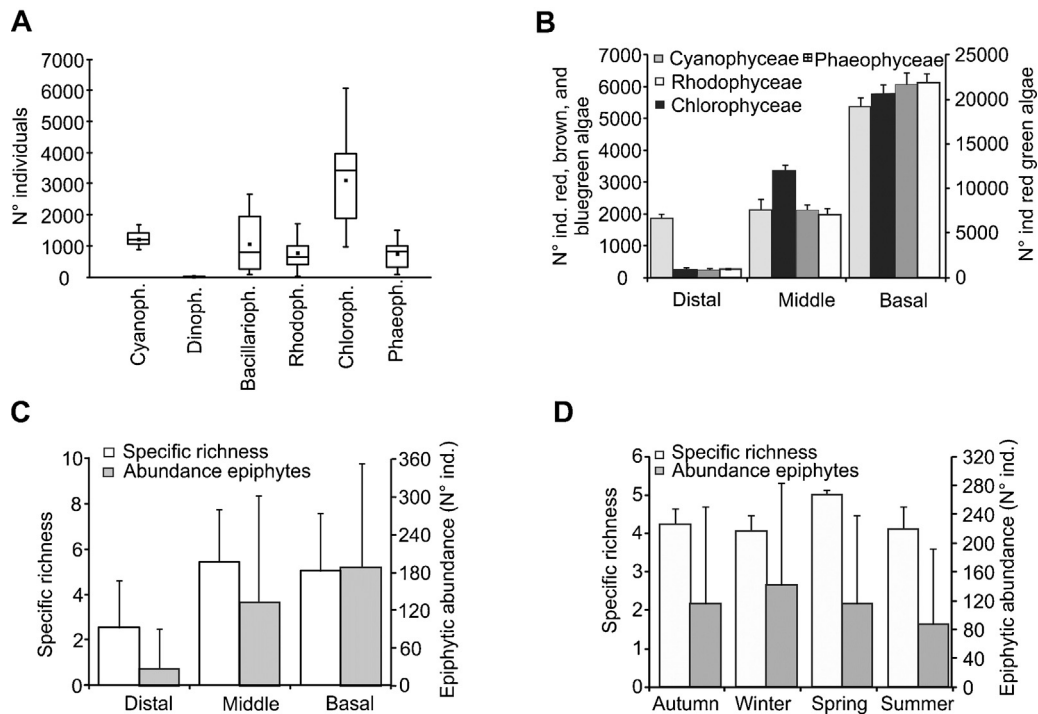 A
7000
6000
5000
4000
3000
2000
1000
0
N° individuals
Cyanoph.
Dinoph.
Bacillarioph.
Rhodoph.
Chloroph.
Phaeoph.
B
Cyanophyceae Phaeophyceae
Rhodophyceae
Chlorophyceae
7000
6000
5000
4000
3000
2000
1000
0
N° ind. red, brown, and
bluegreen algae
25000
20000
15000
10000
5000
0
N° ind red green algae
Distal Middle Basal
C
Specific richness
Abundance epiphytes
10
8
6
4
2
0
Specific richness
360
300
240
180
120
60
0
Epiphytic abundance (N° ind.)
Distal Middle Basal
D
Specific richness
Abundance epiphytes
6
5
4
3
2
1
0
Specific richness
320
280
240
200
160
120
80
40
0
Epiphytic abundance (N° ind.)
Autumn Winter Spring Summer